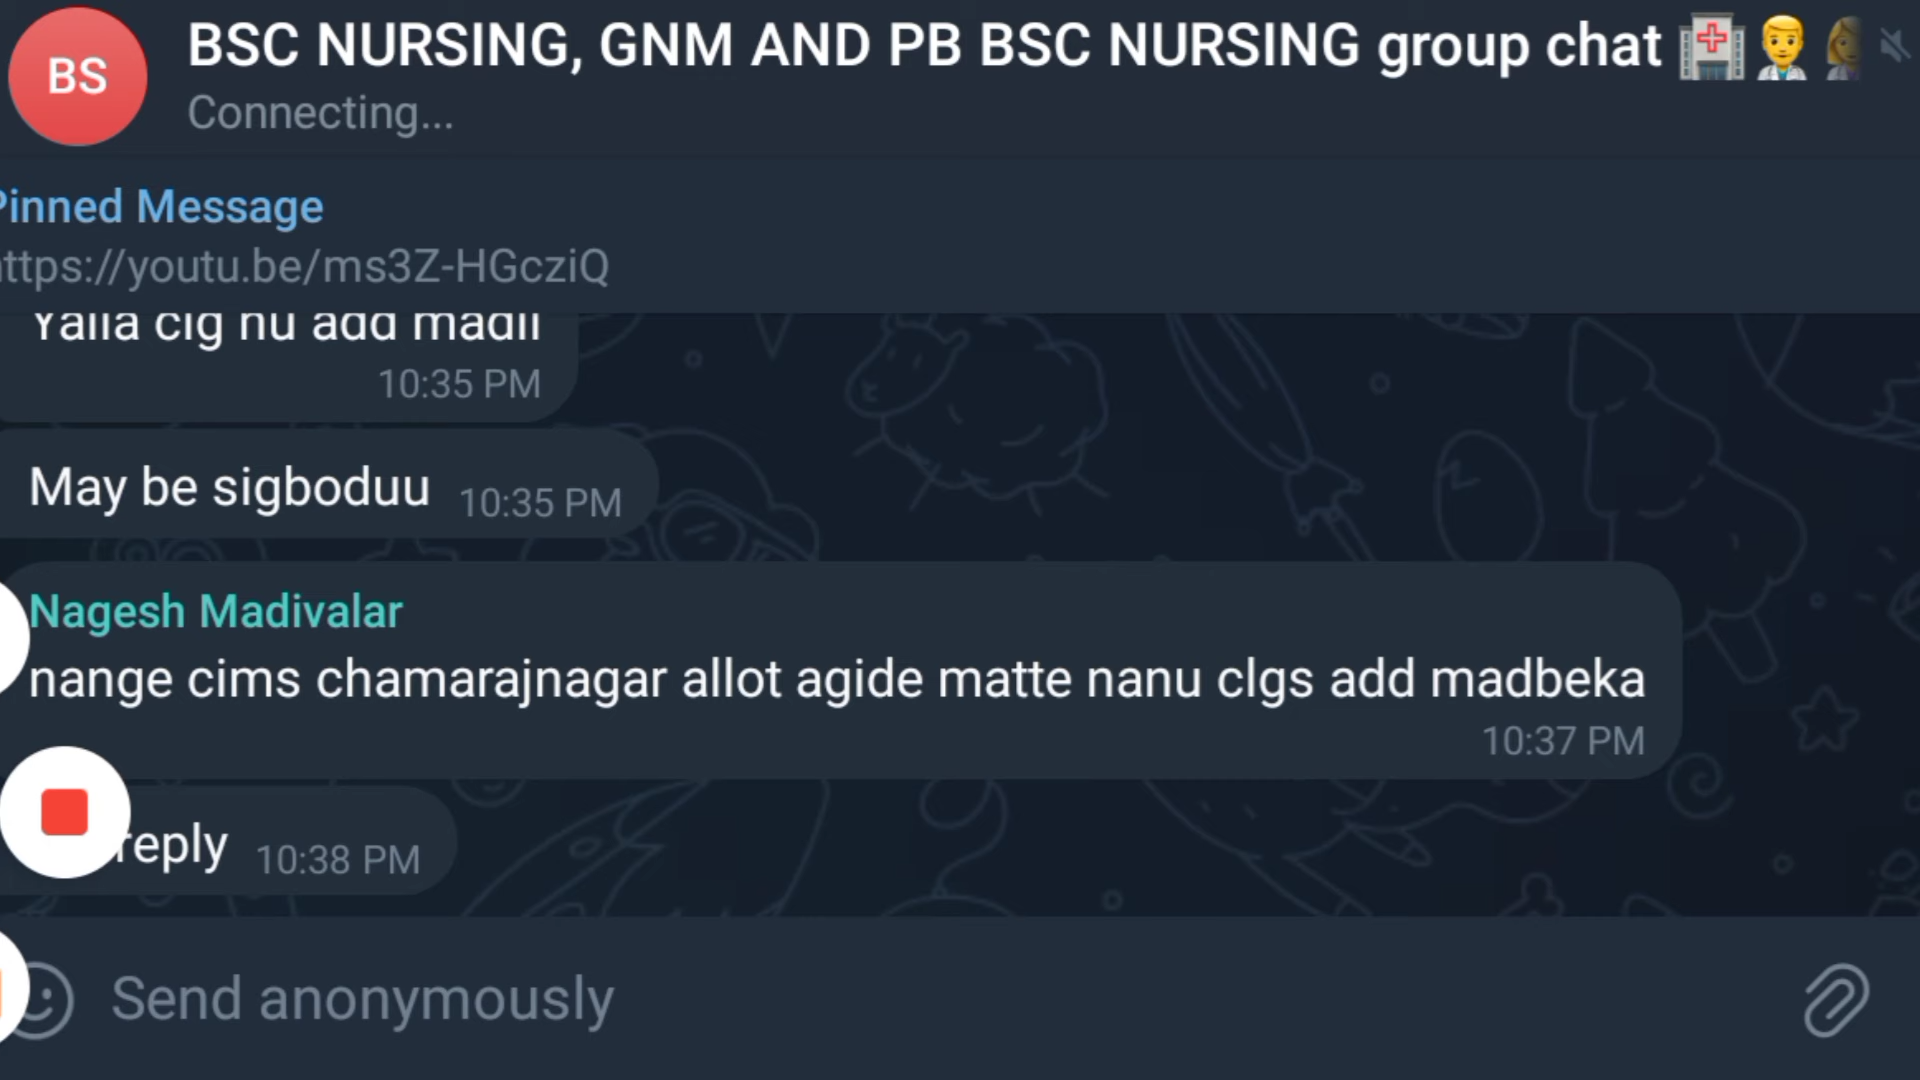 BS
BSC NURSING, GNM AND PB BSC NURSING group chat
Connecting...
Pinned Message
ttps://youtu.be/ms3Z-HGcziQ
Yalla clg nu add madii
10:35 PM
May be sigboduu 10:35 PM
Nagesh Madivalar
nange cims chamarajnagar allot agide matte nanu clgs add madbeka
10:37 PM
reply 10:38 PM
Send anonymously